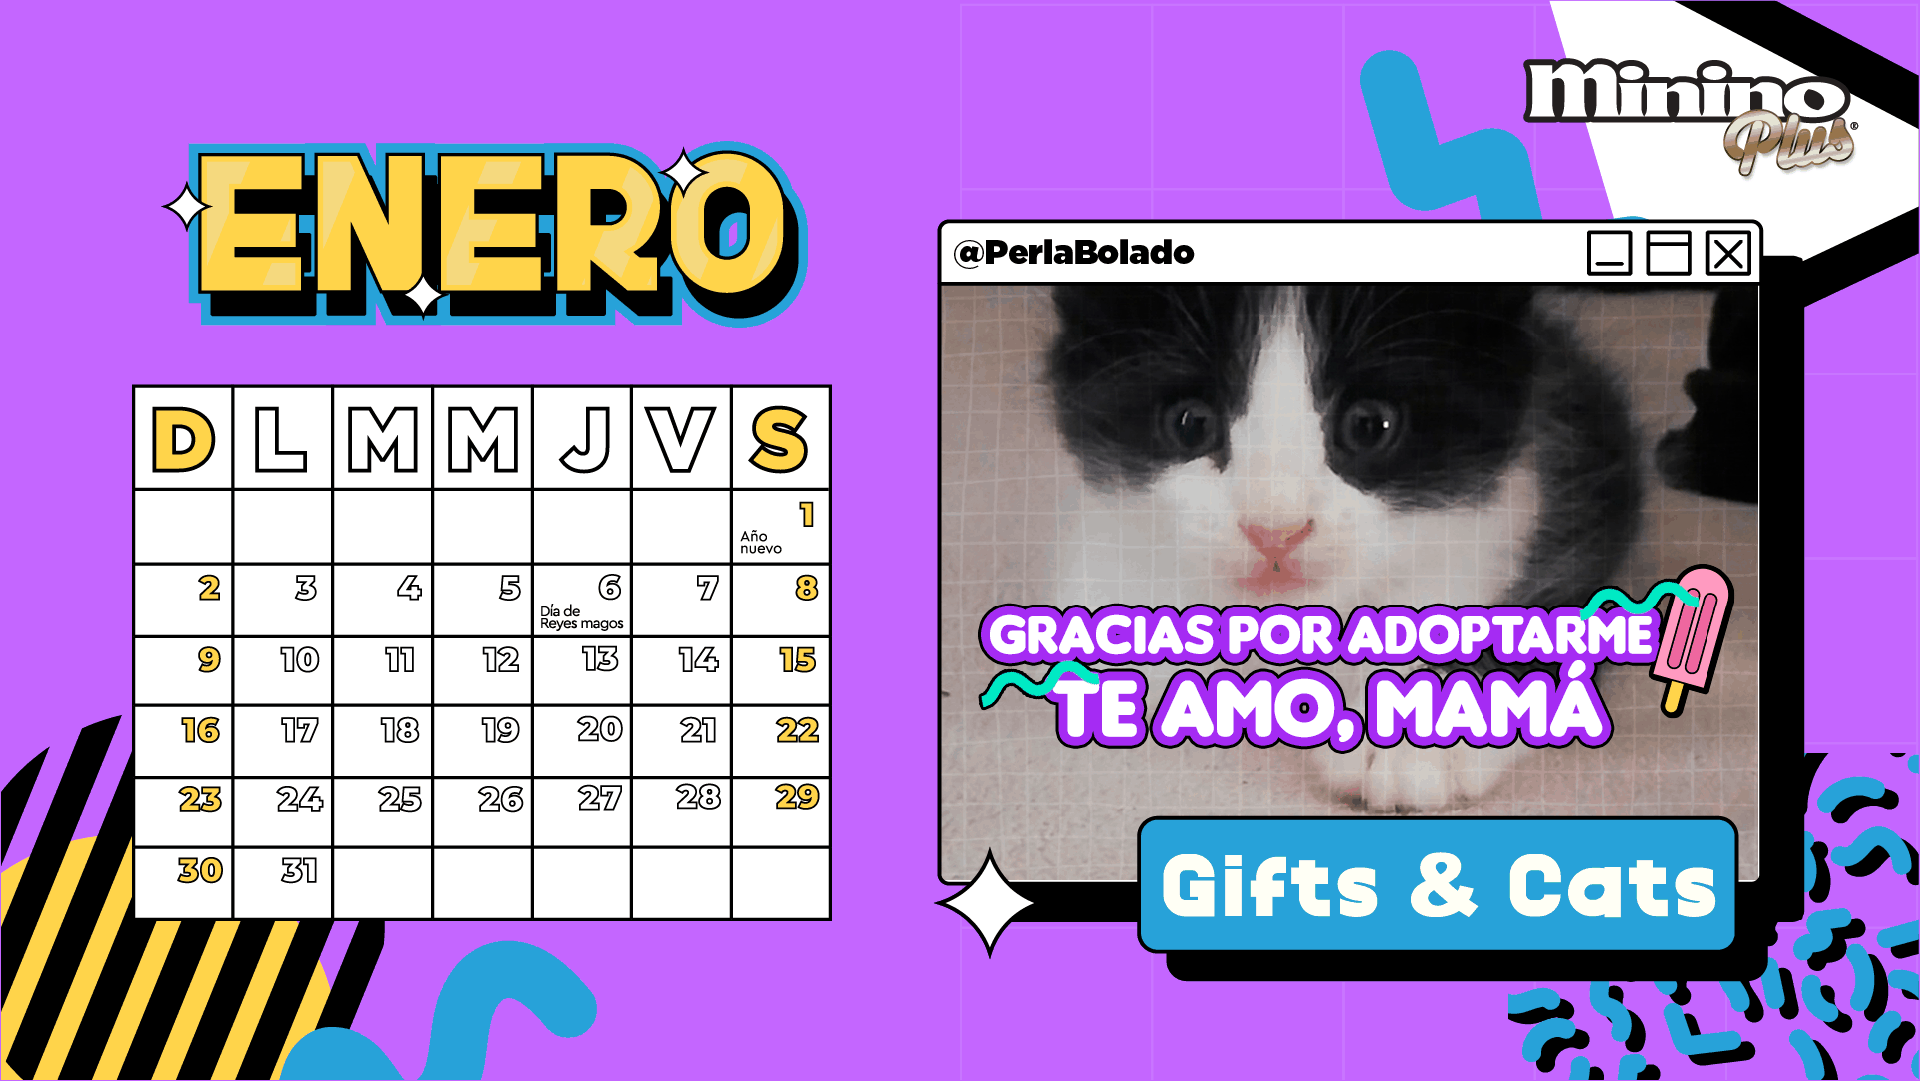 ENERO
D L M M J V S
1
Año
nuevo
2 3 4 5 6 7 8
Día de
Reyes magos
9 10 11 12 13 14 15
16 17 18 19 20 21 22
23 24 25 26 27 28 29
30 31
Minino
Plus®
@PerlaBolado
GRACIAS POR ADOPTARME
TE AMO, MAMÁ
Gifts & Cats